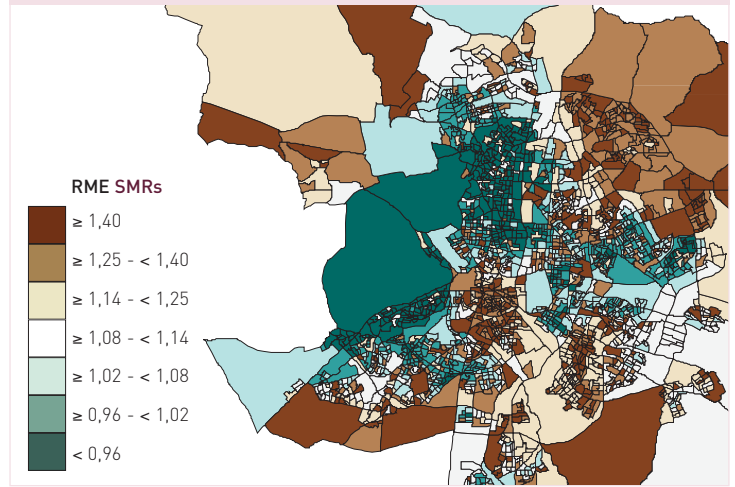 RME SMRs
≥ 1,40
≥ 1,25 - < 1,40
≥ 1,14 - < 1,25
≥ 1,08 - < 1,14
≥ 1,02 - < 1,08
≥ 0,96 - < 1,02
< 0,96